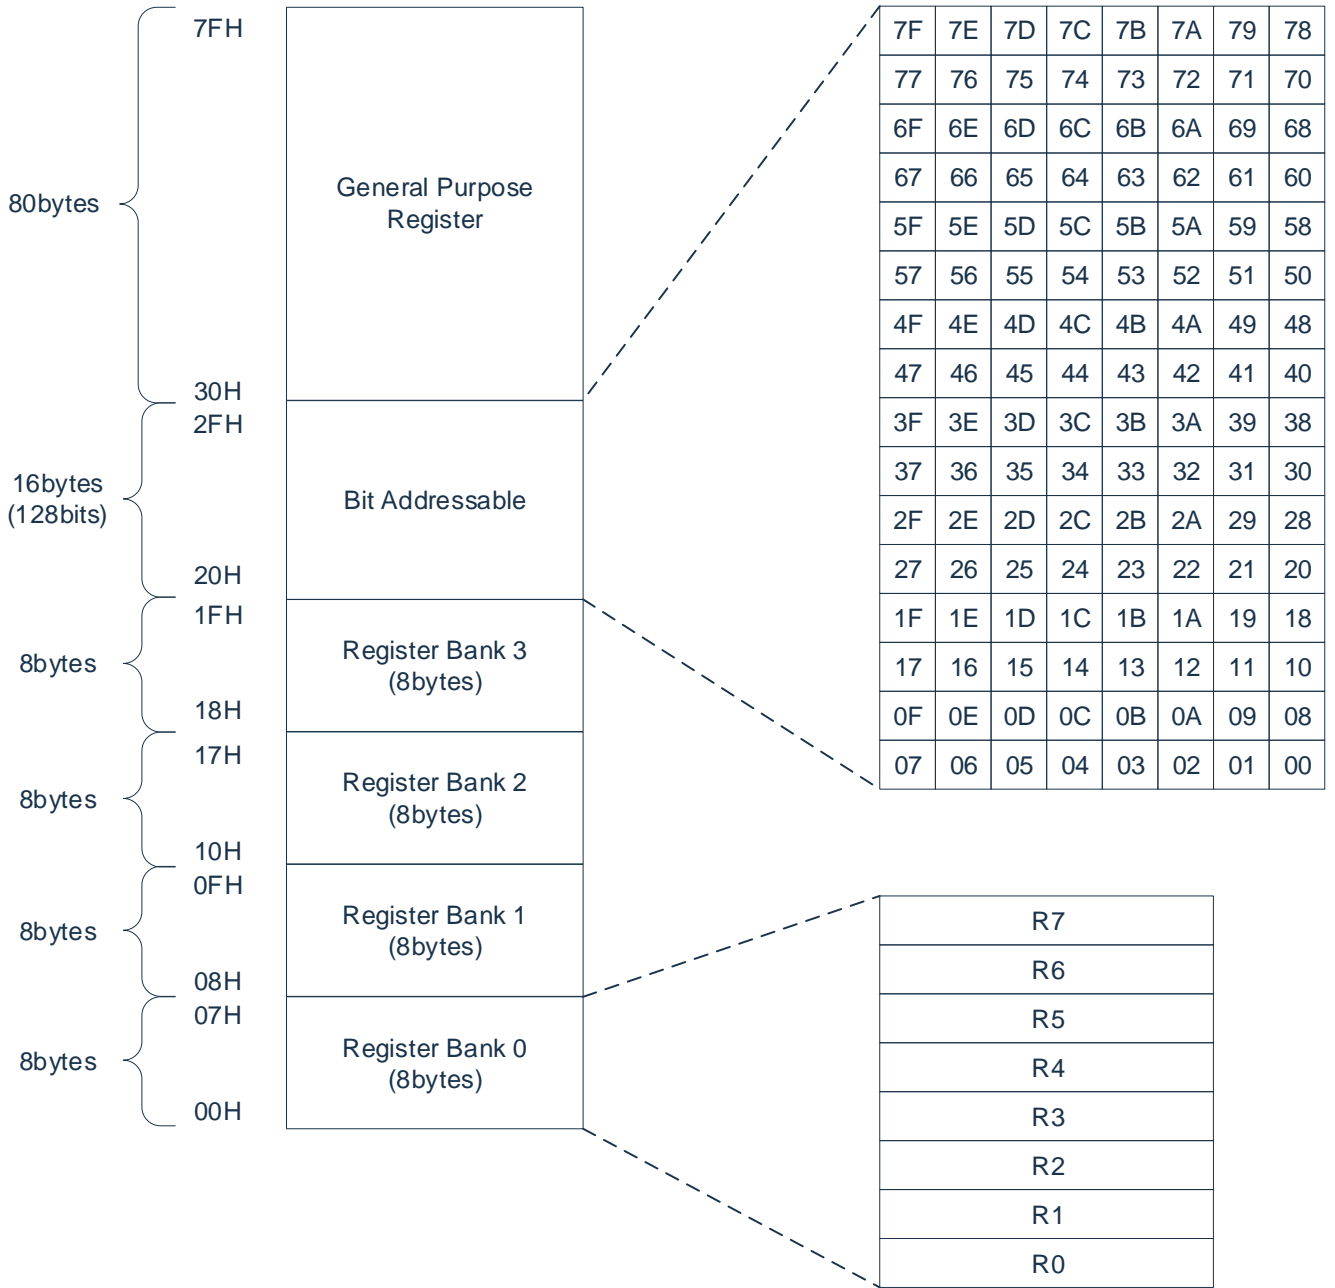 7FH
80bytes
General Purpose
Register
30H
2FH
16bytes
(128bits)
Bit Addressable
20H
1FH
8bytes
Register Bank 3
(8bytes)
18H
17H
8bytes
Register Bank 2
(8bytes)
10H
0FH
8bytes
Register Bank 1
(8bytes)
08H
07H
8bytes
Register Bank 0
(8bytes)
00H
7F 7E 7D 7C 7B 7A 79 78
77 76 75 74 73 72 71 70
6F 6E 6D 6C 6B 6A 69 68
67 66 65 64 63 62 61 60
5F 5E 5D 5C 5B 5A 59 58
57 56 55 54 53 52 51 50
4F 4E 4D 4C 4B 4A 49 48
47 46 45 44 43 42 41 40
3F 3E 3D 3C 3B 3A 39 38
37 36 35 34 33 32 31 30
2F 2E 2D 2C 2B 2A 29 28
27 26 25 24 23 22 21 20
1F 1E 1D 1C 1B 1A 19 18
17 16 15 14 13 12 11 10
0F 0E 0D 0C 0B 0A 09 08
07 06 05 04 03 02 01 00
R7
R6
R5
R4
R3
R2
R1
R0